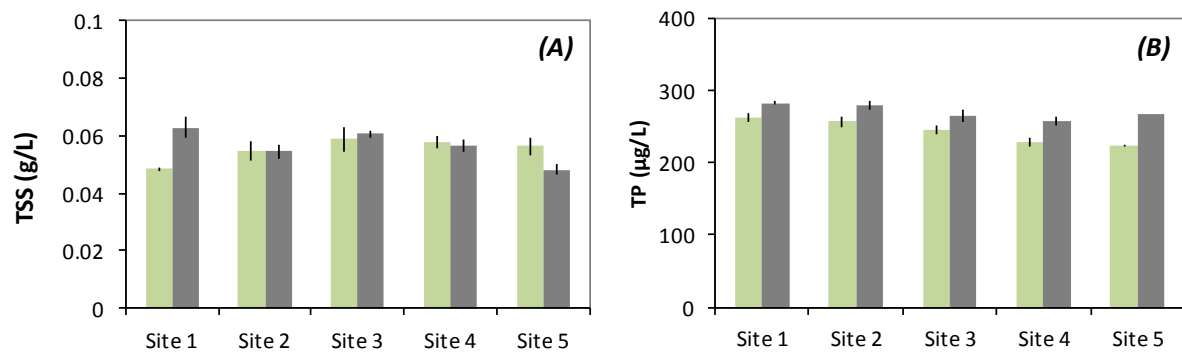 (A)
TSS (g/L)
0.1
0.08
0.06
0.04
0.02
0
Site 1 Site 2 Site 3 Site 4 Site 5
(B)
TP (µg/L)
400
300
200
100
0
Site 1 Site 2 Site 3 Site 4 Site 5